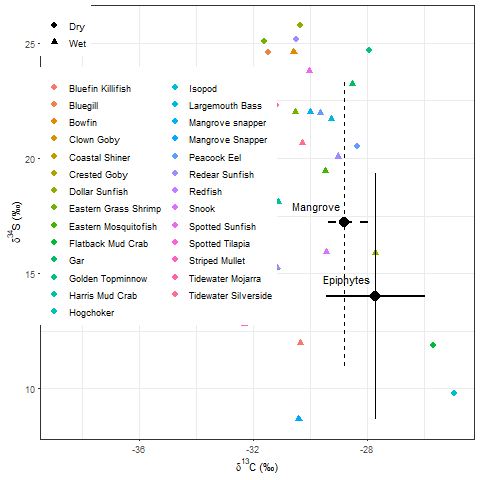 Dry
Wet
Bluefin Killifish
Bluegill
Bowfin
Clown Goby
Coastal Shiner
Crested Goby
Dollar Sunfish
Eastern Grass Shrimp
Eastern Mosquitofish
Flatback Mud Crab
Gar
Golden Topminnow
Harris Mud Crab
Hogchoker
Isopod
Largemouth Bass
Mangrove snapper
Mangrove Snapper
Peacock Eel
Redear Sunfish
Redfish
Snook
Spotted Sunfish
Spotted Tilapia
Striped Mullet
Tidewater Mojarra
Tidewater Silverside
Mangrove
Epiphytes
25
20
15
10
δ³⁴S (‰)
-36
-32
-28
δ¹³C (‰)